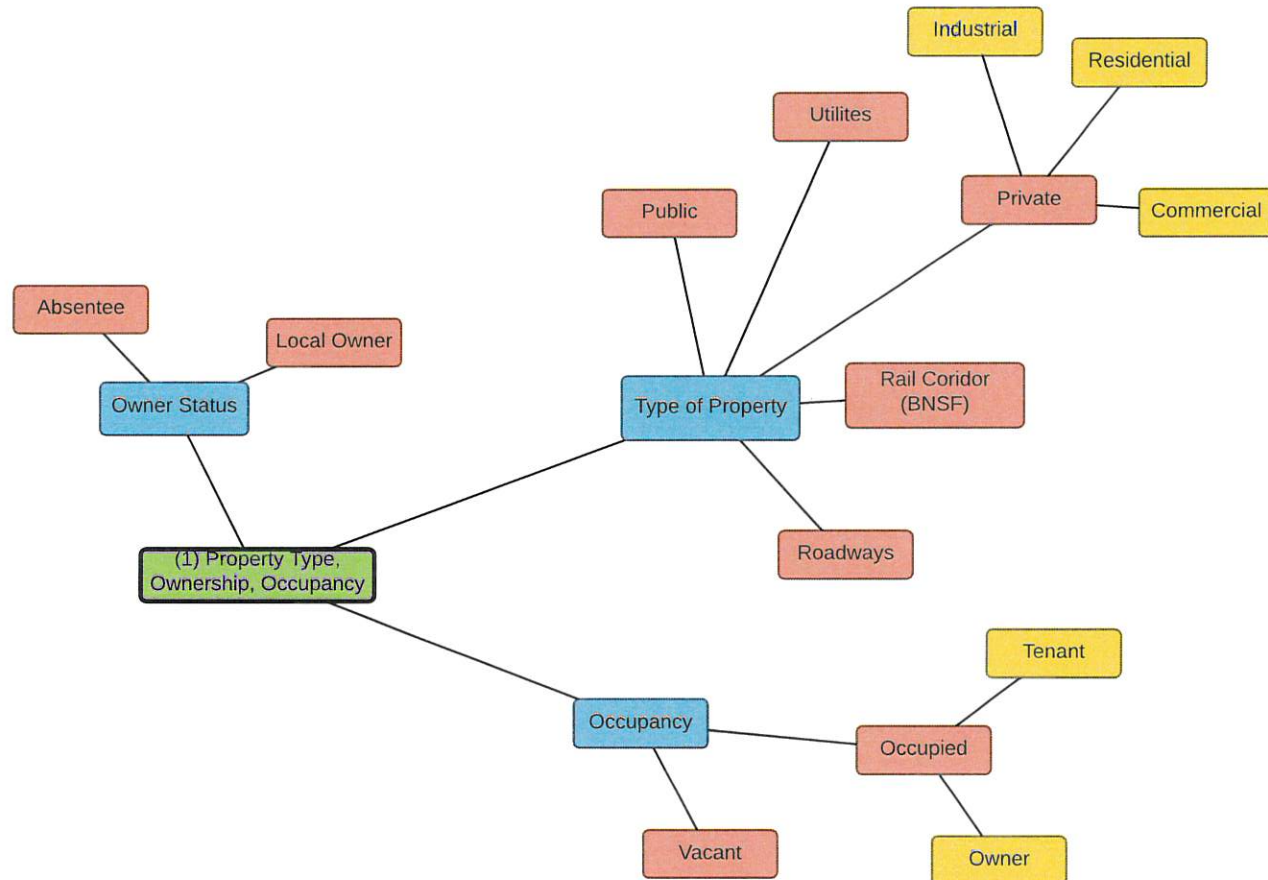 Industrial
Residential
Utilites
Private
Public
Commercial
Absentee
Local Owner
Owner Status
Type of Property
Rail Coridor
(BNSF)
Roadways
(1) Property Type,
Ownership, Occupancy
Tenant
Occupancy
Occupied
Vacant
Owner